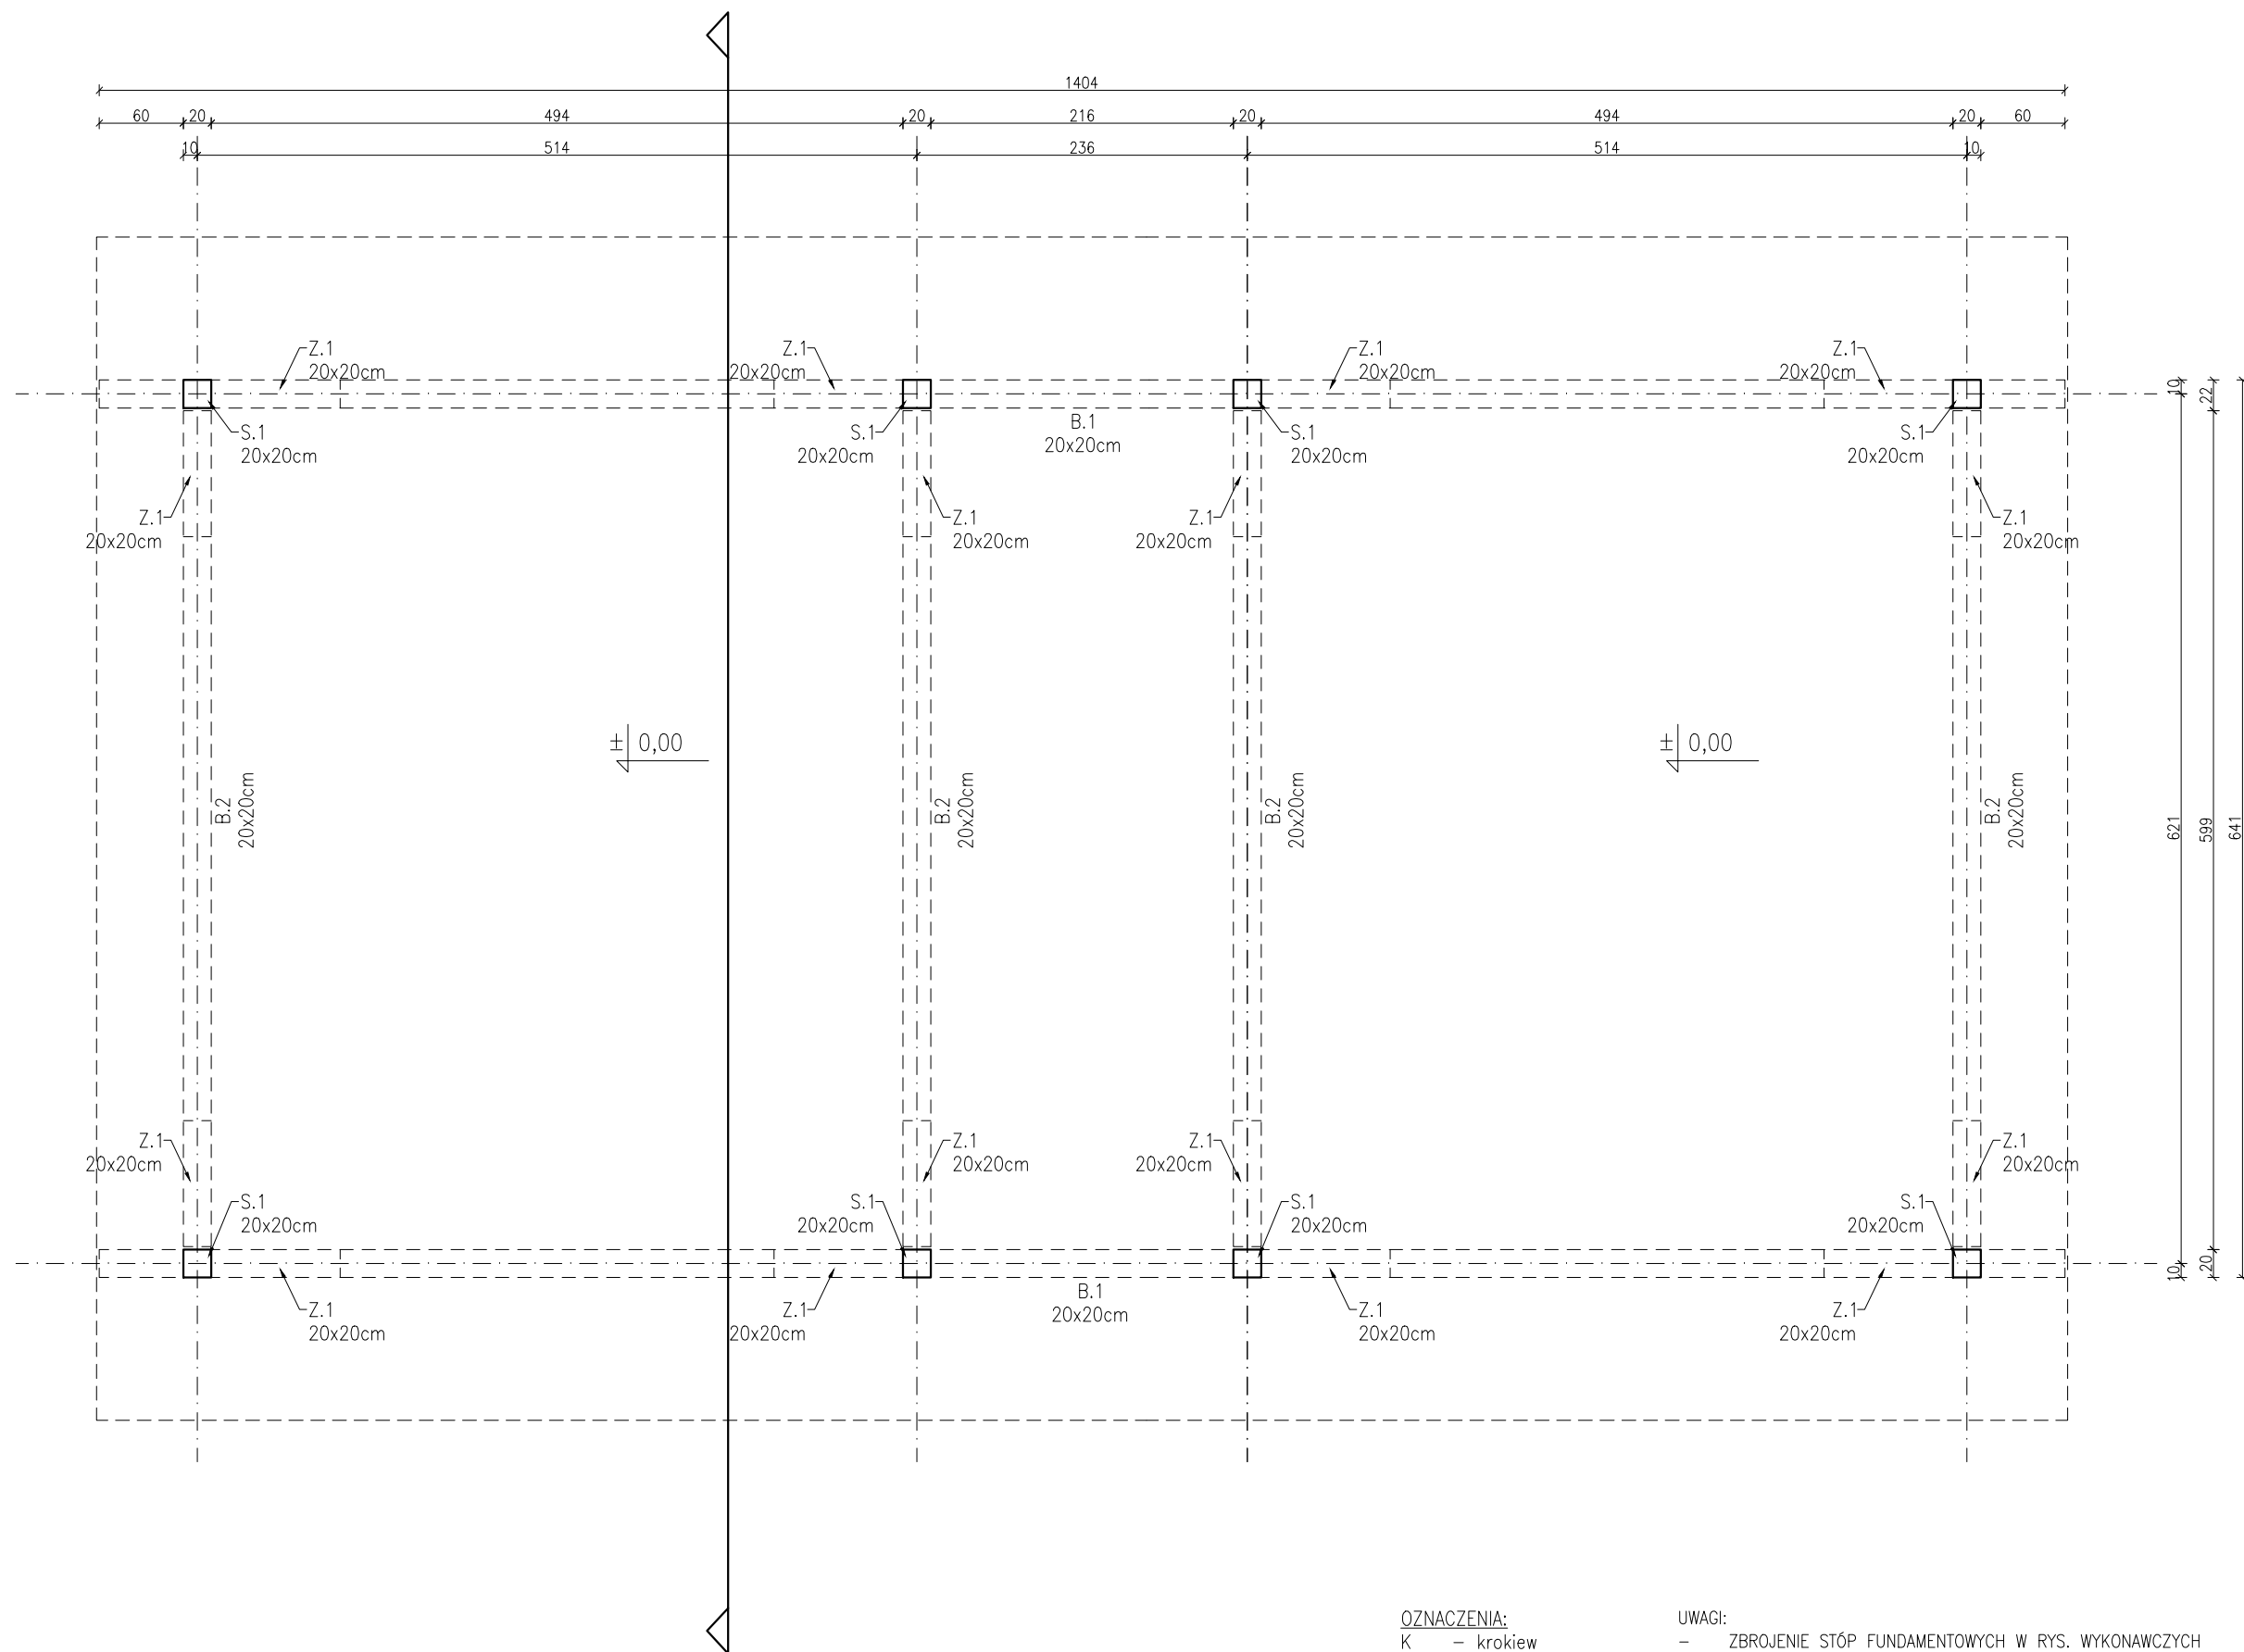 1404
60 20 494 20 216 20 494 20 60
10 514 236 514 10
Z.1
20x20cm
Z.1
20x20cm
Z.1
20x20cm
Z.1
20x20cm
10
22
S.1
20x20cm
S.1
20x20cm
B.1
20x20cm
S.1
20x20cm
S.1
20x20cm
Z.1
20x20cm
Z.1
20x20cm
Z.1
20x20cm
Z.1
20x20cm
± 0,00
± 0,00
B.2
20x20cm
B.2
20x20cm
B.2
20x20cm
B.2
20x20cm
621
599
641
Z.1
20x20cm
Z.1
20x20cm
Z.1
20x20cm
Z.1
20x20cm
S.1
20x20cm
S.1
20x20cm
S.1
20x20cm
S.1
20x20cm
10
20
Z.1
20x20cm
Z.1
20x20cm
B.1
20x20cm
Z.1
20x20cm
Z.1
20x20cm
OZNACZENIA:
K – krokiew
UWAGI:
– ZBROJENIE STÓP FUNDAMENTOWYCH W RYS. WYKONAWCZYCH